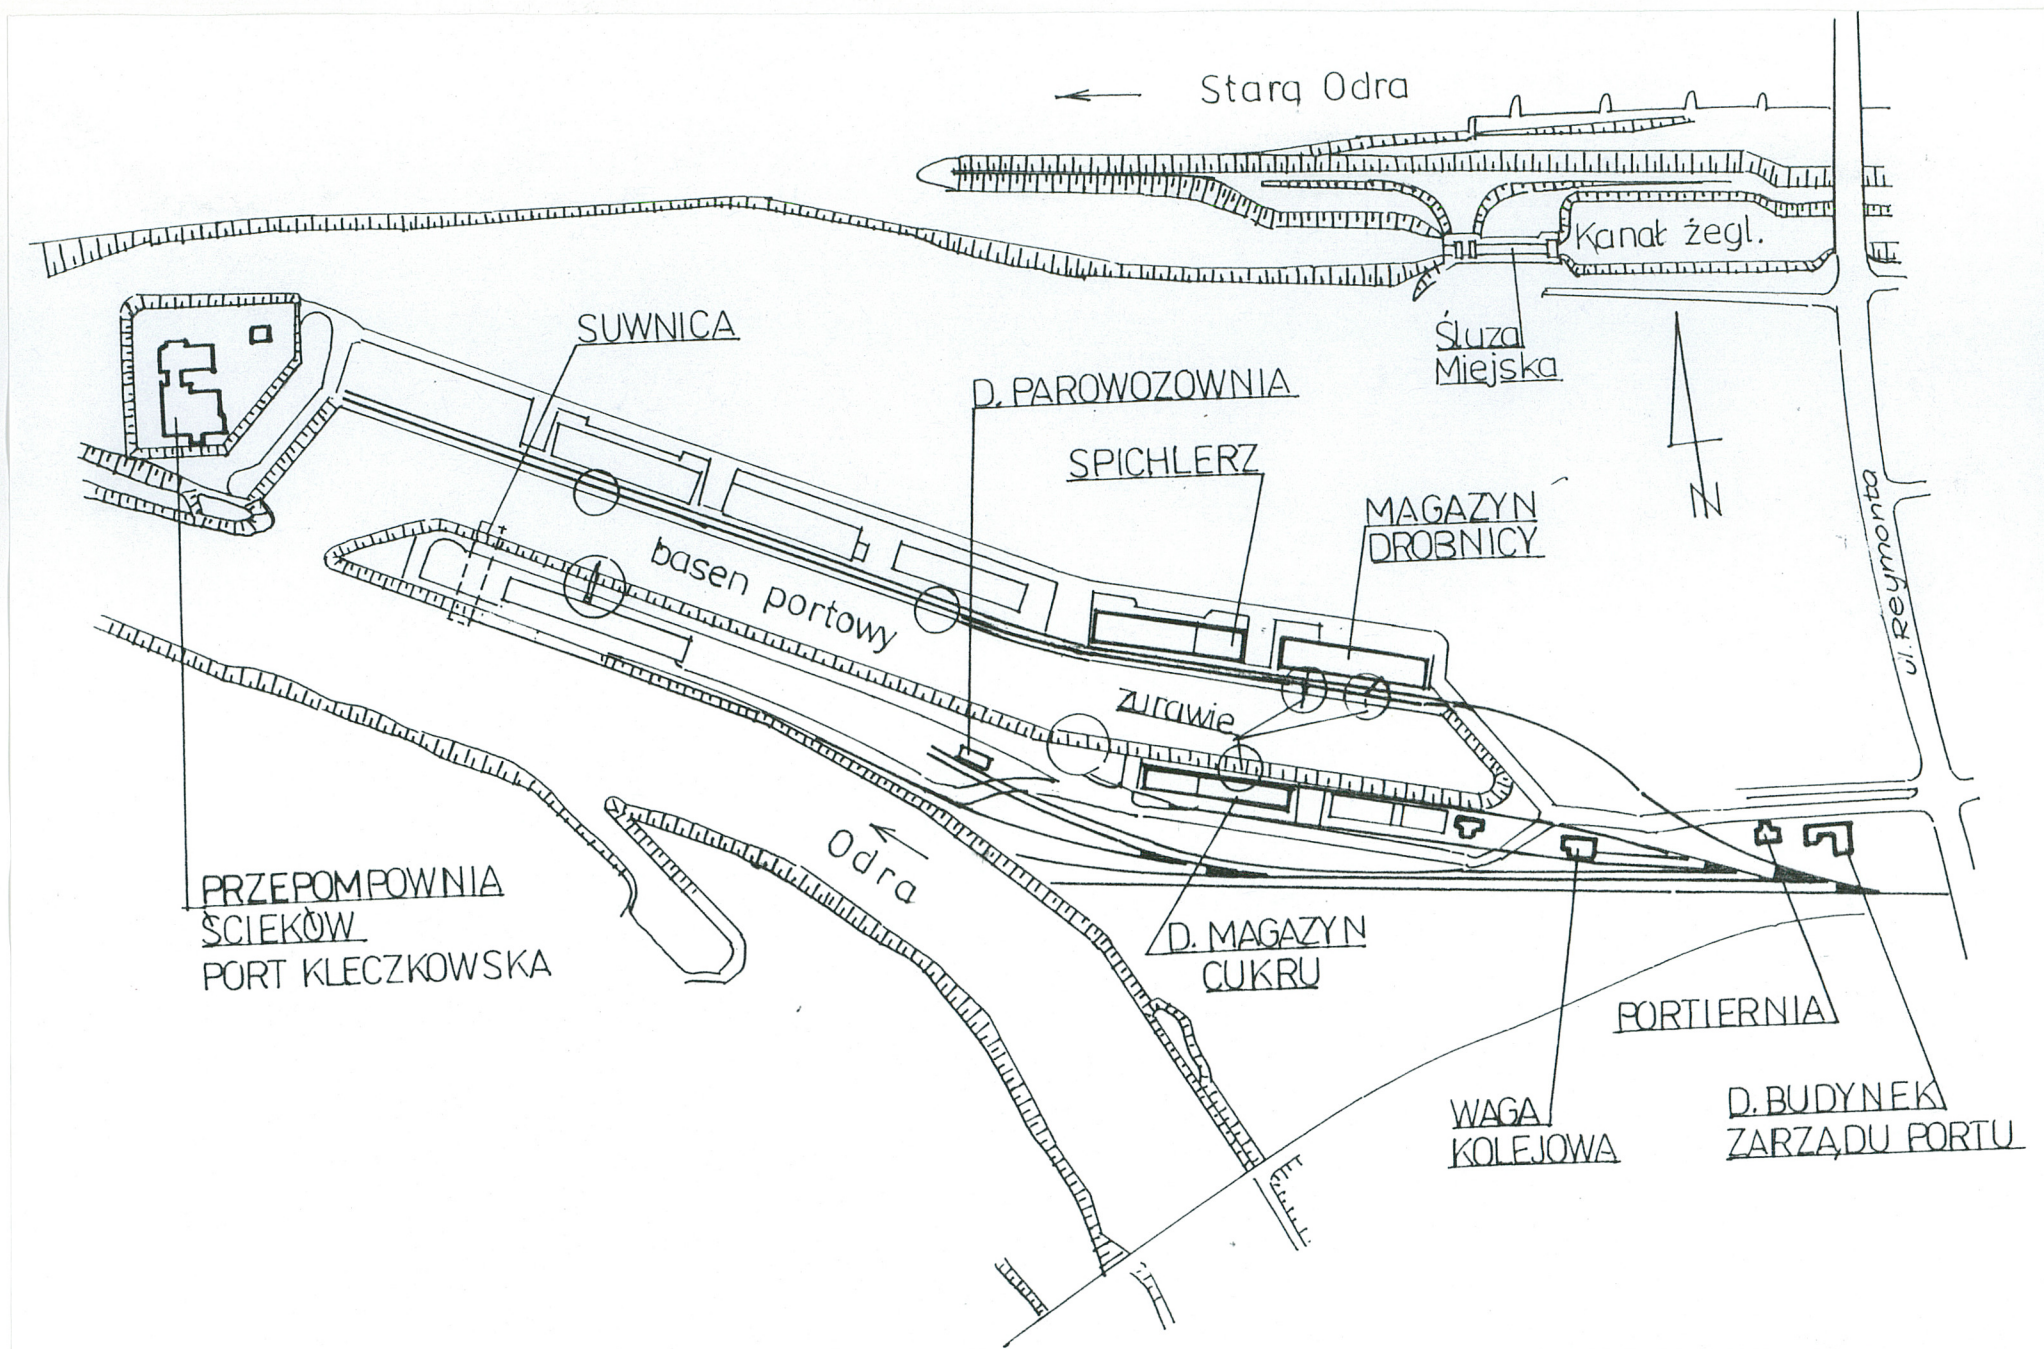 Stara Odra
Kanał żegl.
SUWNICA
Śluza
Miejska
D. PAROWOZOWNIA
SPICHLERZ
MAGAZYN
DROBNICY
N
ul. Reymonta
basen portowy
żurawie
Odra
PRZEPOMPOWNIA
ŚCIEKÓW
PORT KLECZKOWSKA
D. MAGAZYN
CUKRU
PORTIERNIA
WAGA
KOLEJOWA
D. BUDYNEK
ZARZĄDU PORTU